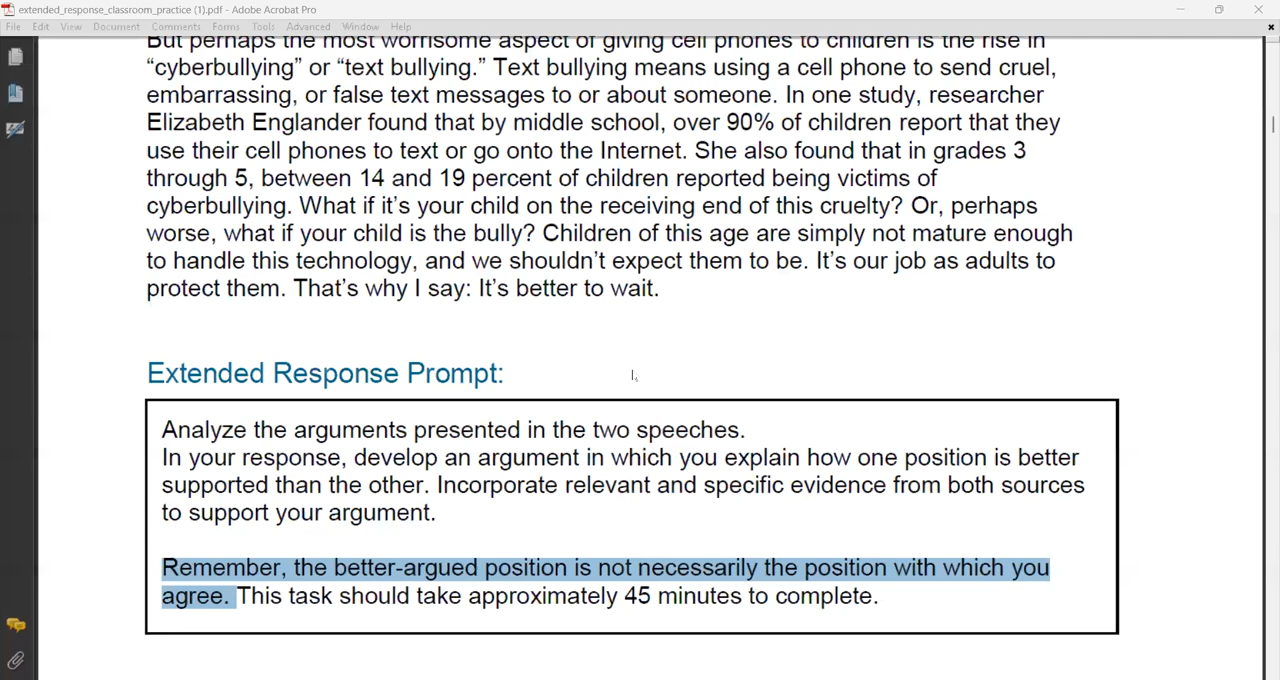 extended_response_classroom_practice (1).pdf - Adobe Acrobat Pro
File Edit View Document Comments Forms Tools Advanced Window Help
But perhaps the most worrisome aspect of giving cell phones to children is the rise in
“cyberbullying” or “text bullying.” Text bullying means using a cell phone to send cruel,
embarrassing, or false text messages to or about someone. In one study, researcher
Elizabeth Englander found that by middle school, over 90% of children report that they
use their cell phones to text or go onto the Internet. She also found that in grades 3
through 5, between 14 and 19 percent of children reported being victims of
cyberbullying. What if it’s your child on the receiving end of this cruelty? Or, perhaps
worse, what if your child is the bully? Children of this age are simply not mature enough
to handle this technology, and we shouldn’t expect them to be. It’s our job as adults to
protect them. That’s why I say: It’s better to wait.
Extended Response Prompt:
Analyze the arguments presented in the two speeches.
In your response, develop an argument in which you explain how one position is better
supported than the other. Incorporate relevant and specific evidence from both sources
to support your argument.
Remember, the better-argued position is not necessarily the position with which you
agree. This task should take approximately 45 minutes to complete.